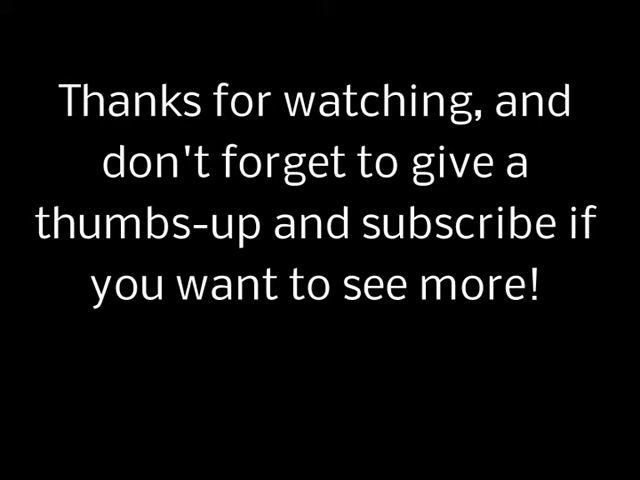 Thanks for watching, and
don't forget to give a
thumbs-up and subscribe if
you want to see more!